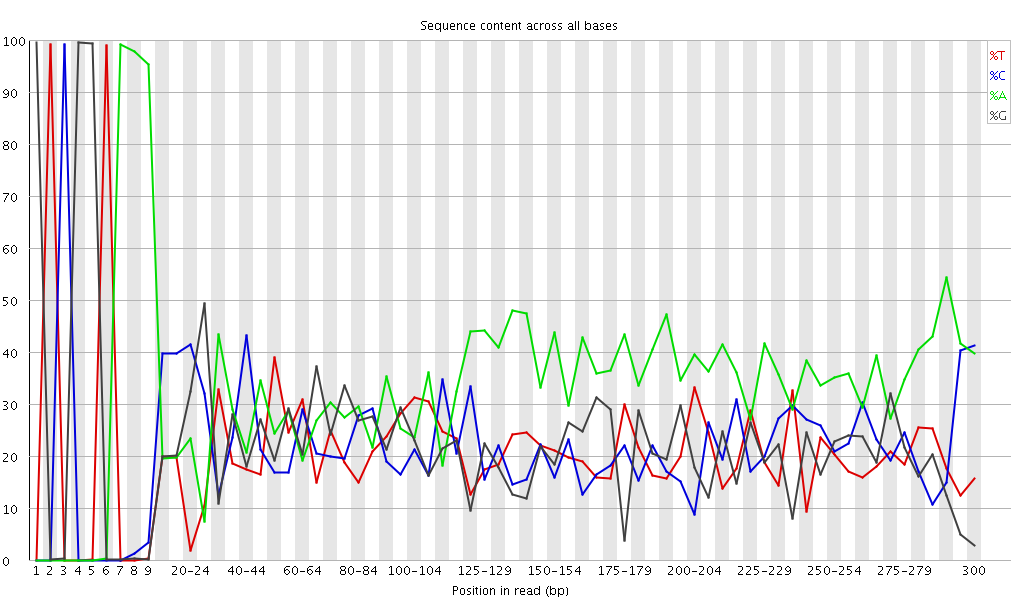 Sequence content across all bases
100
90
80
70
60
50
40
30
20
10
0
%T
%C
%A
%G
1 2 3 4 5 6 7 8 9 20-24 40-44 60-64 80-84 100-104 125-129 150-154 175-179 200-204 225-229 250-254 275-279 300
Position in read (bp)